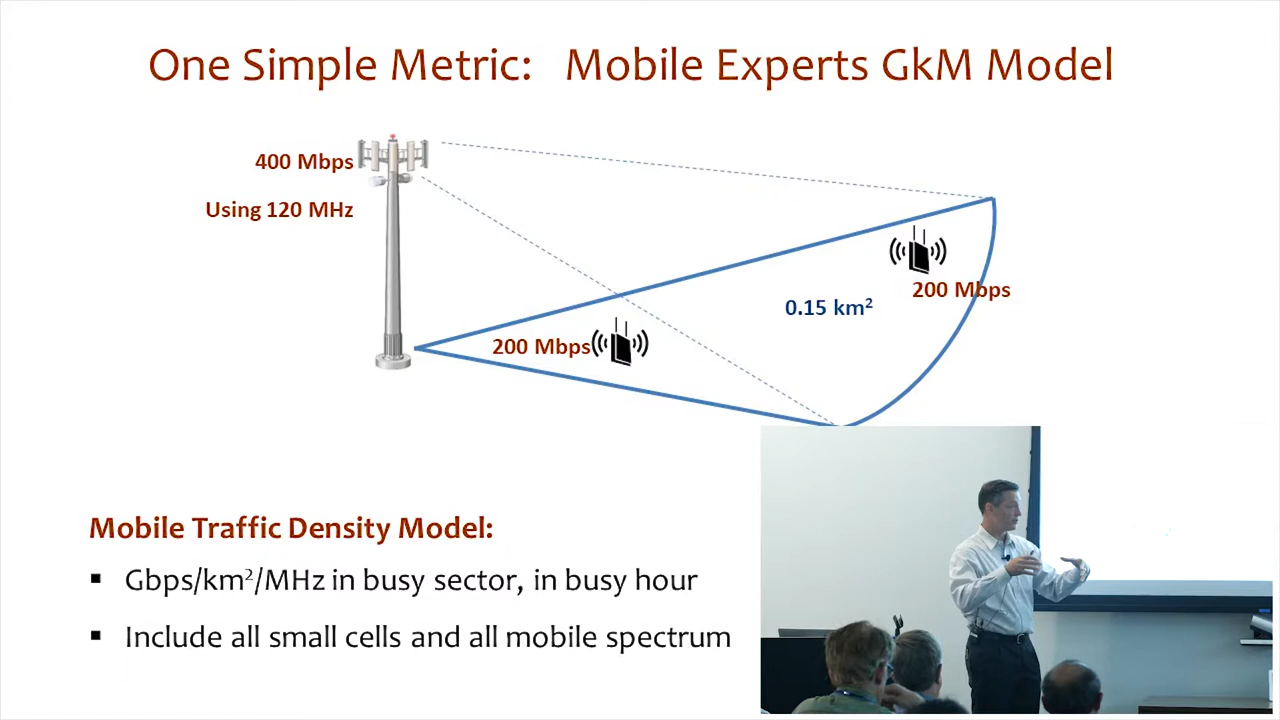 One Simple Metric: Mobile Experts GkM Model
400 Mbps
Using 120 MHz
200 Mbps
0.15 km²
200 Mbps
Mobile Traffic Density Model:
▪ Gbps/km²/MHz in busy sector, in busy hour
▪ Include all small cells and all mobile spectrum